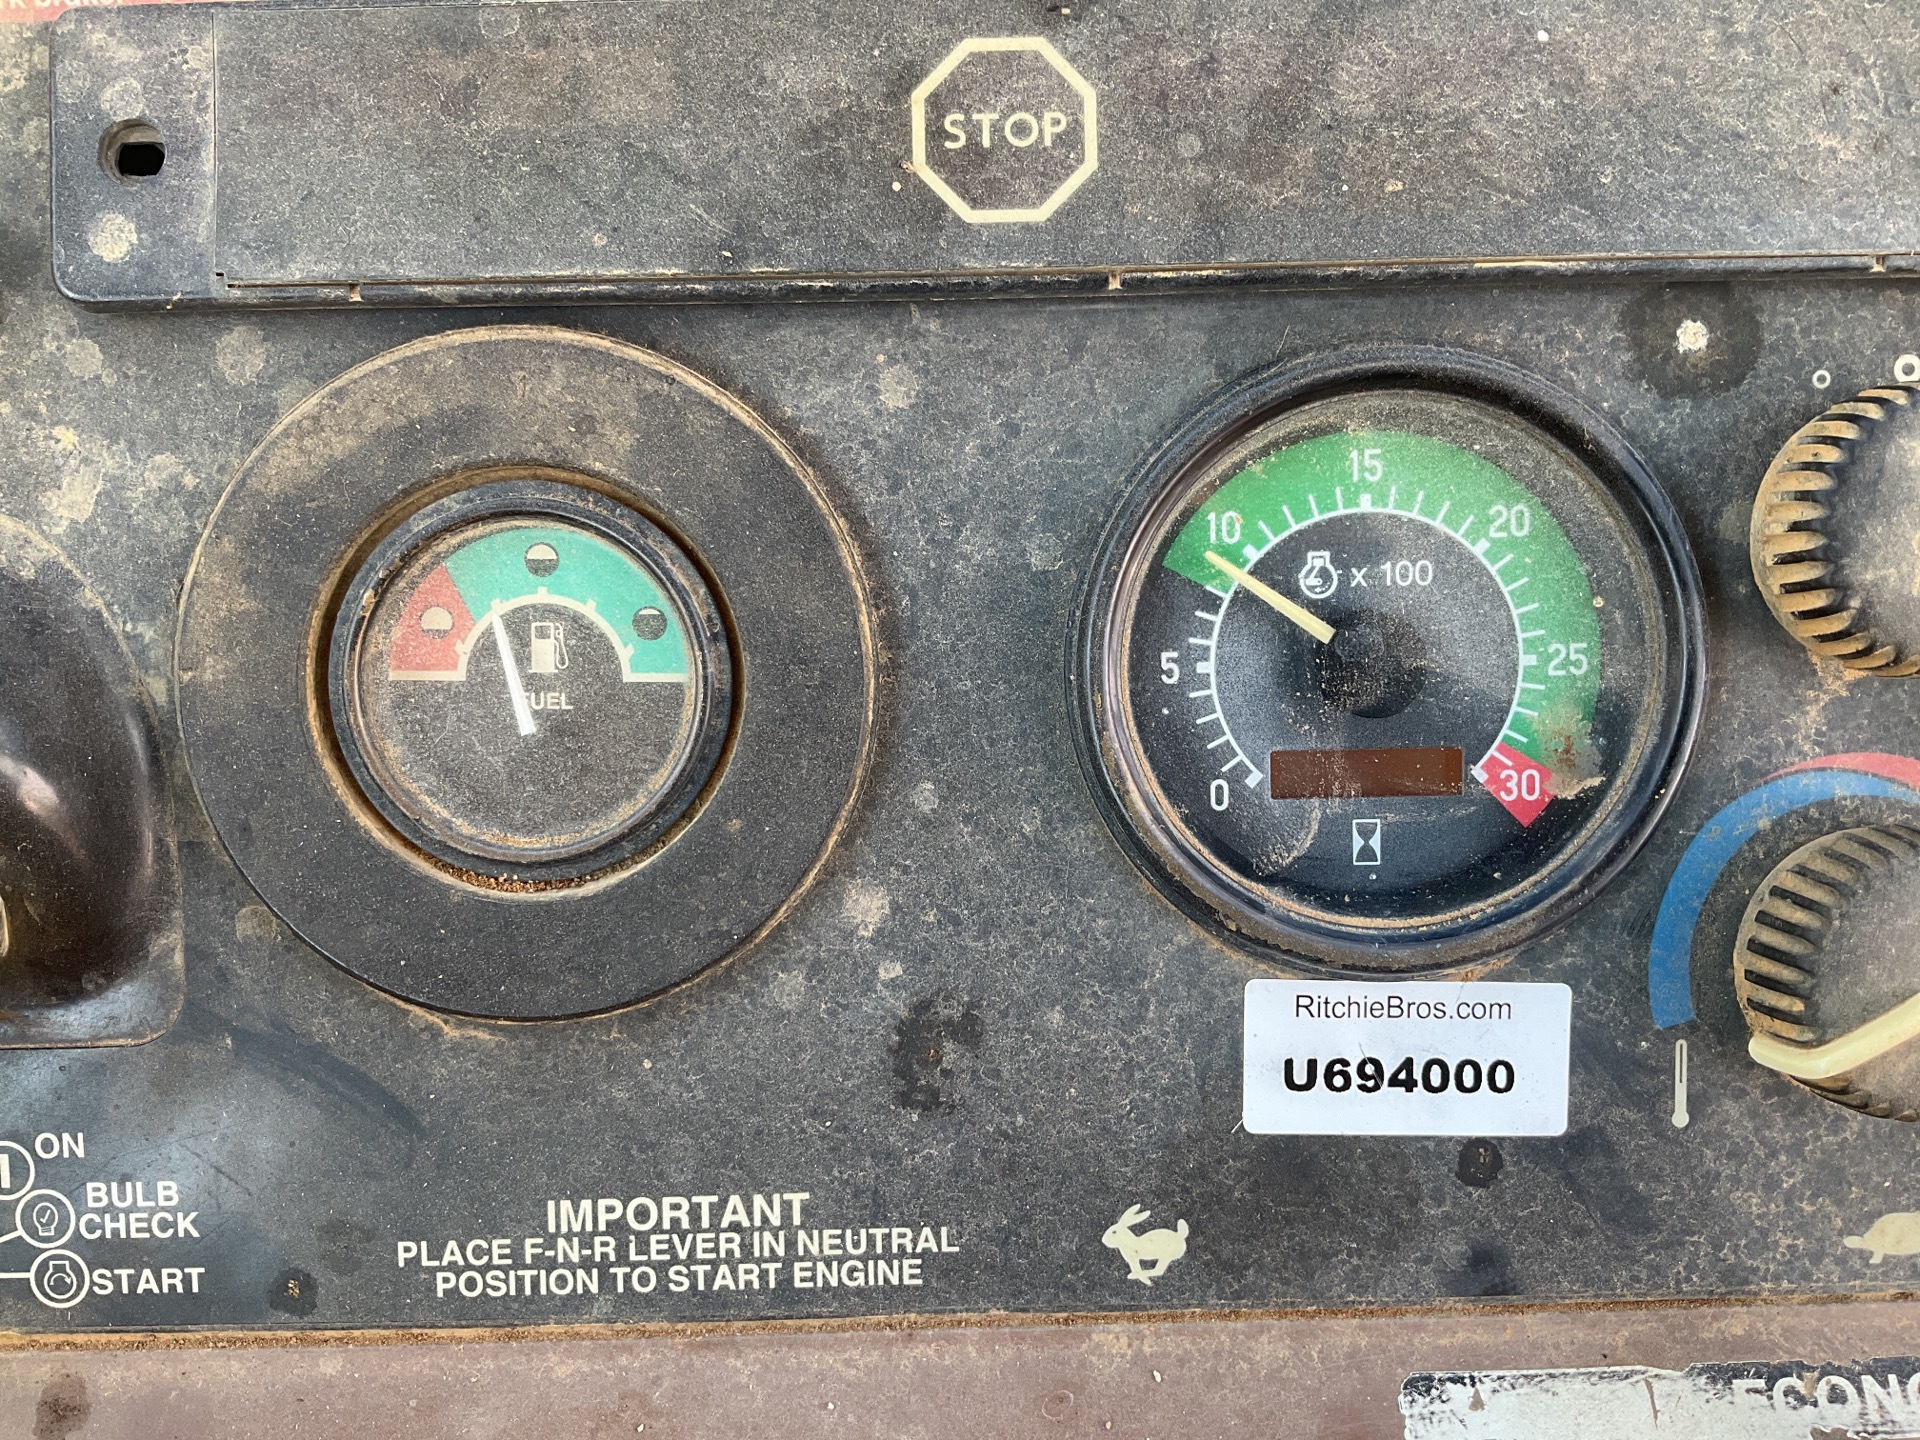 STOP
15
10
20
x 100
5
25
0
30
FUEL
RitchieBros.com
U694000
ON
BULB
CHECK
START
IMPORTANT
PLACE F-N-R LEVER IN NEUTRAL
POSITION TO START ENGINE